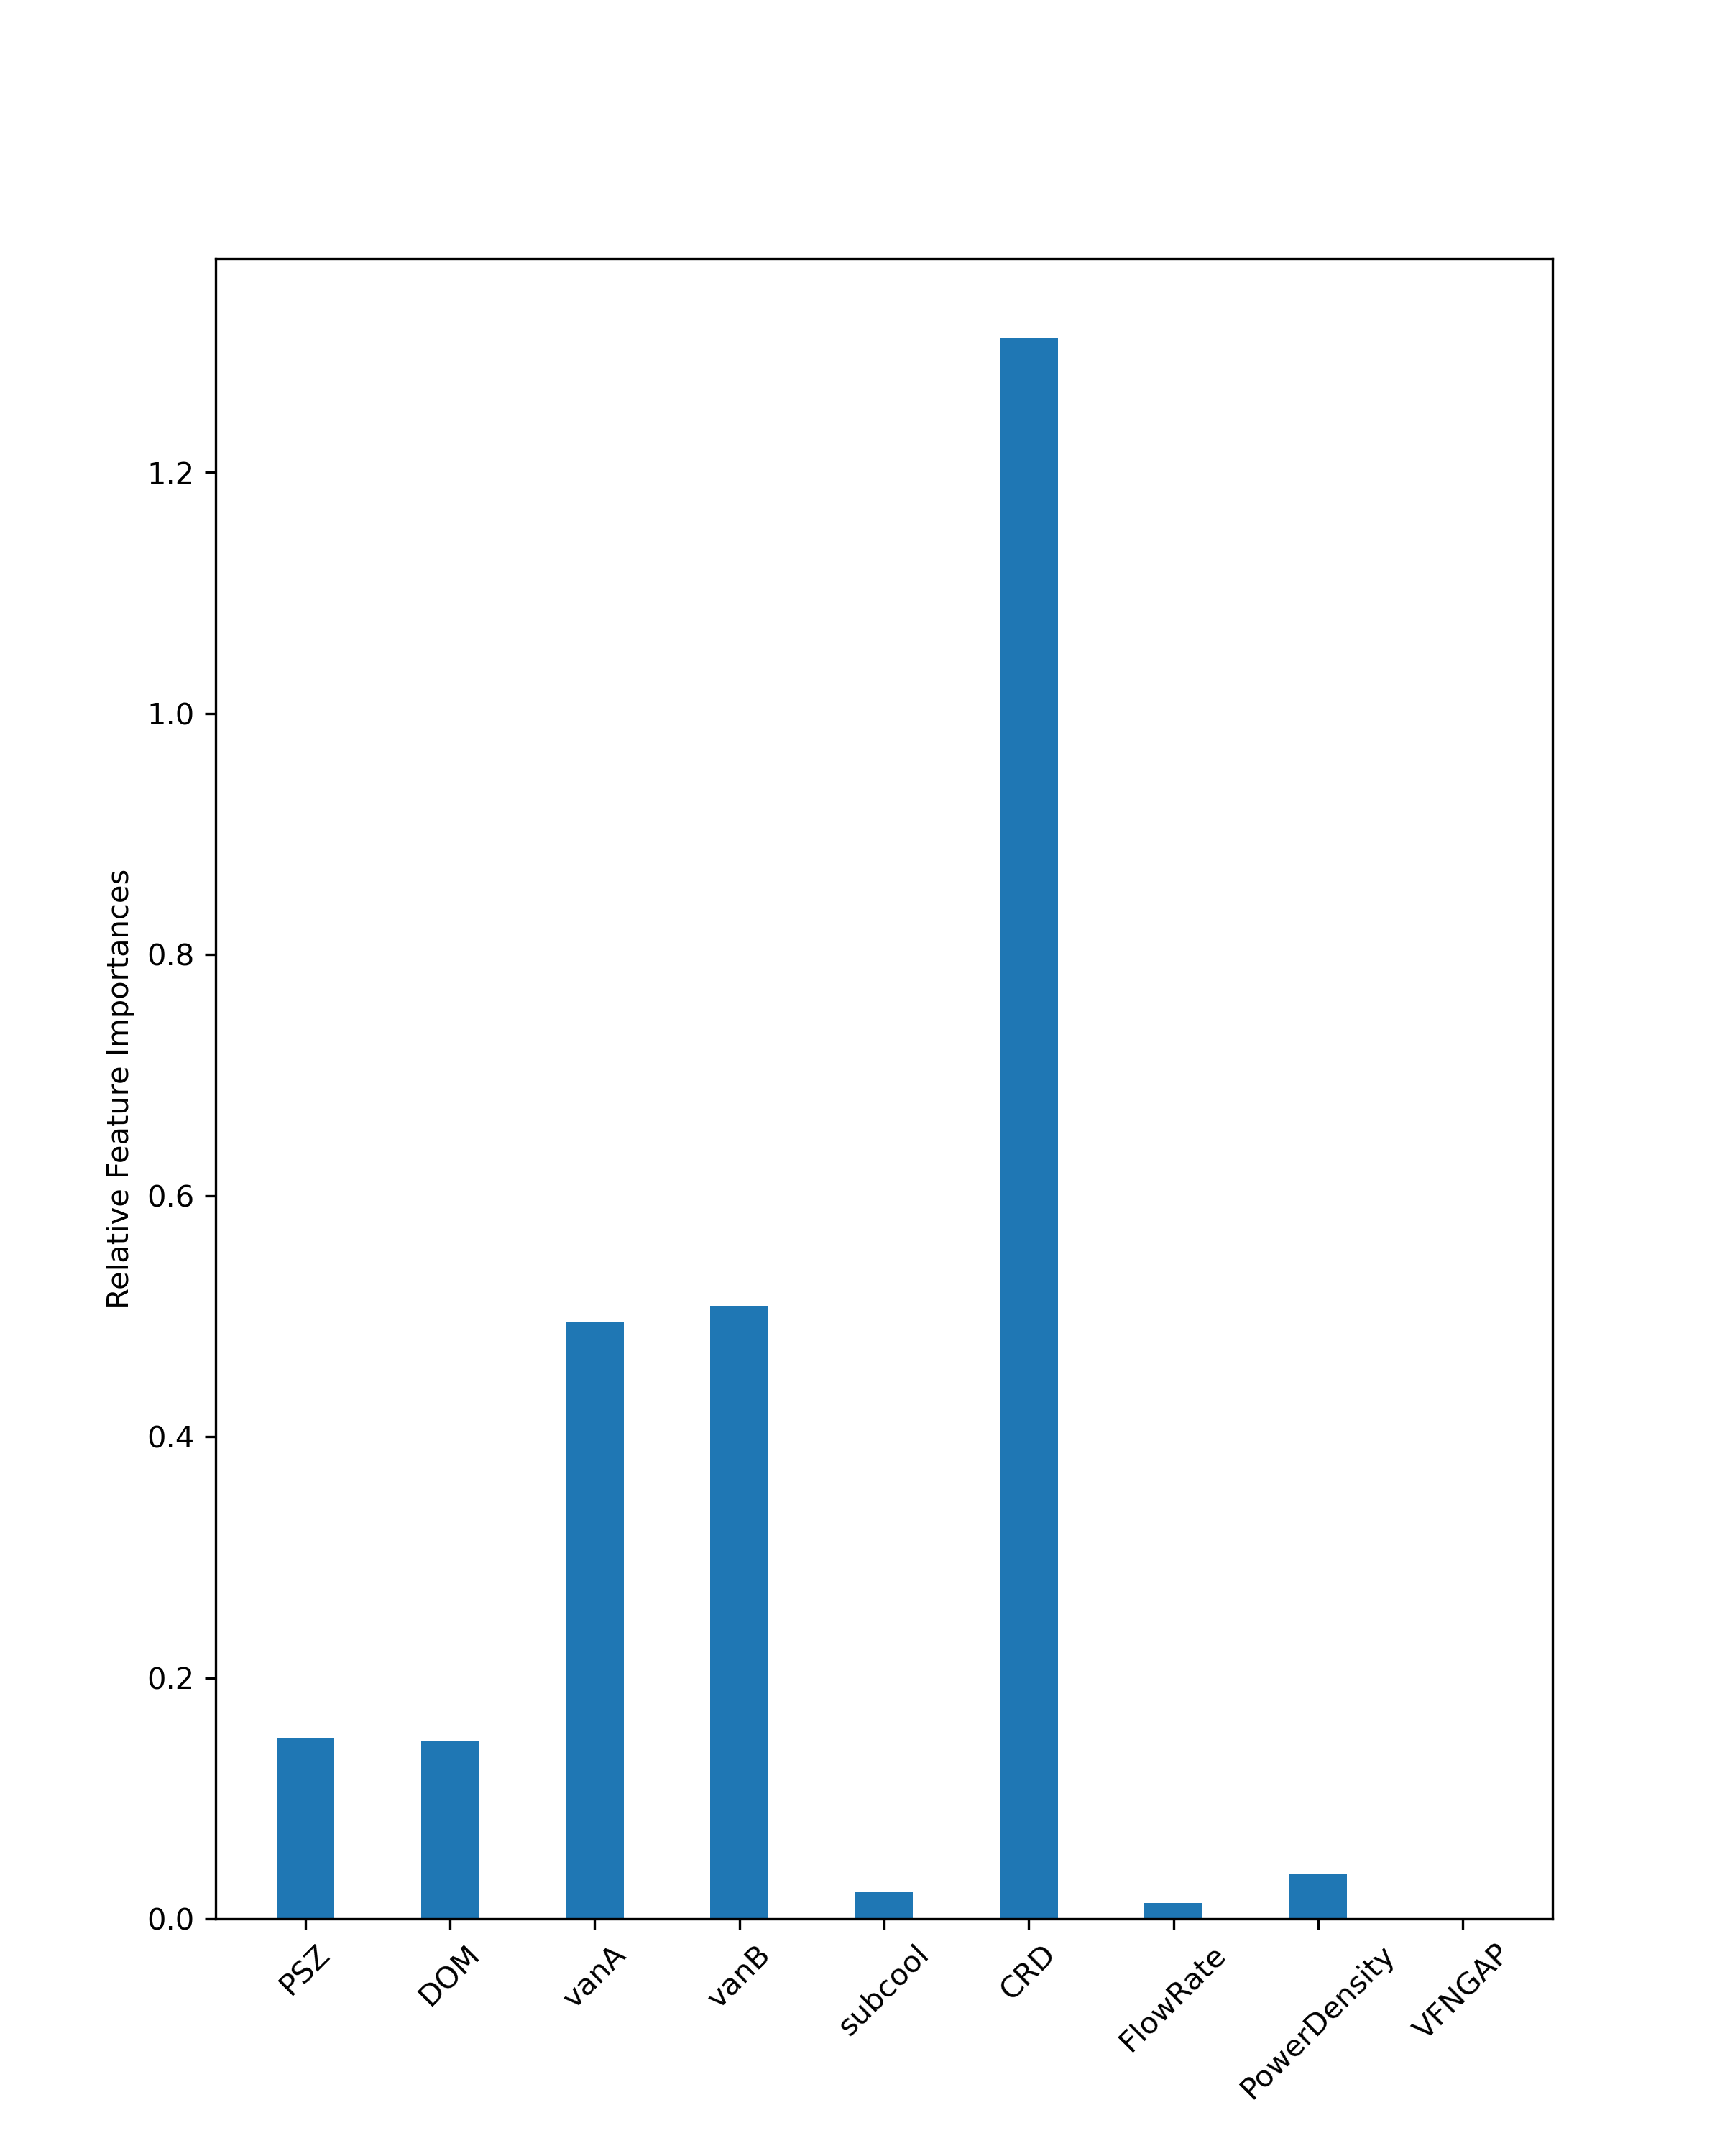 Relative Feature Importances
1.2
1.0
0.8
0.6
0.4
0.2
0.0
PSZ
DOM
vanA
vanB
subcool
CRD
FlowRate
PowerDensity
VFNGAP